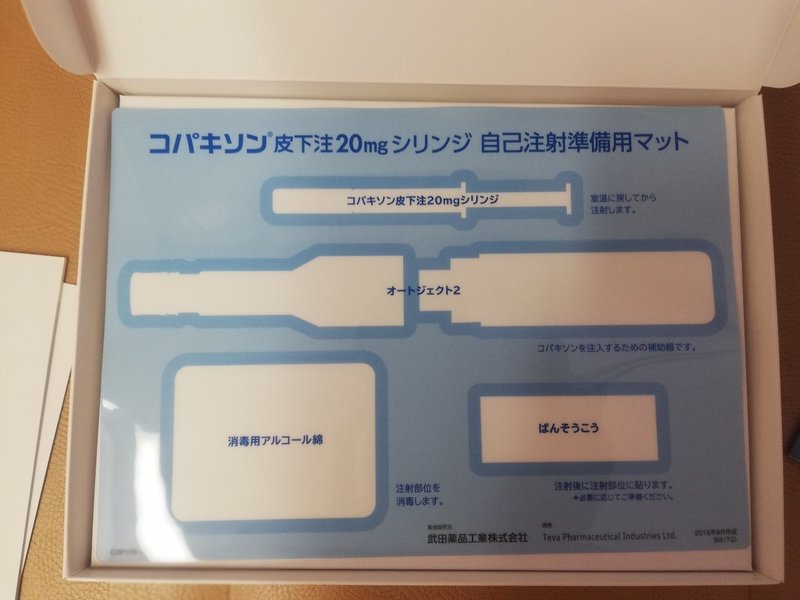 コパキソン®皮下注20mgシリンジ 自己注射準備用マット
コパキソン皮下注20mgシリンジ
室温に戻してから
注射します。
オートジェクト2
コパキソンを注入するための補助器です。
消毒用アルコール綿
注射部位を
消毒します。
ばんそうこう
注射後に注射部位に貼ります。
*必要に応じてご準備ください。
製造販売元
武田薬品工業株式会社
提携
Teva Pharmaceutical Industries Ltd.
2015年9月作成
SIS(TG)